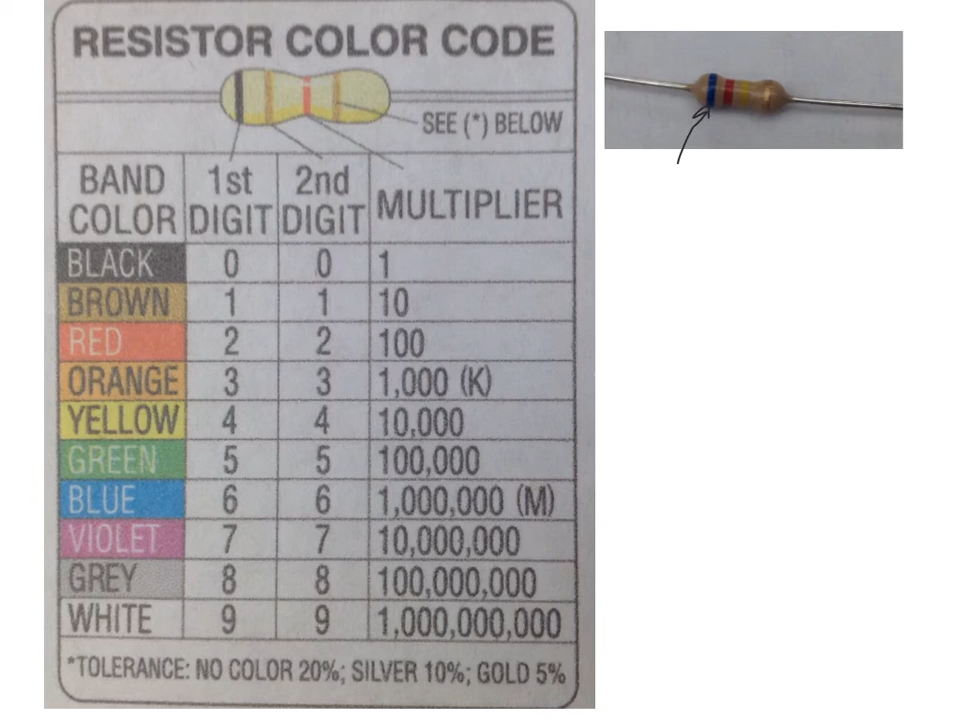 RESISTOR COLOR CODE
SEE (*) BELOW
BAND COLOR 1st DIGIT 2nd DIGIT MULTIPLIER
BLACK 0 0 1
BROWN 1 1 10
RED 2 2 100
ORANGE 3 3 1,000 (K)
YELLOW 4 4 10,000
GREEN 5 5 100,000
BLUE 6 6 1,000,000 (M)
VIOLET 7 7 10,000,000
GREY 8 8 100,000,000
WHITE 9 9 1,000,000,000
*TOLERANCE: NO COLOR 20%; SILVER 10%; GOLD 5%